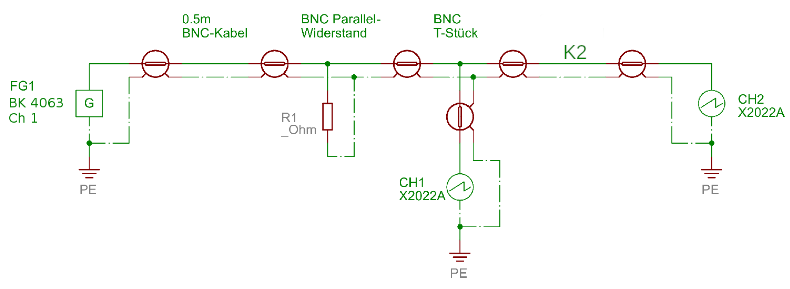 0.5m
BNC-Kabel
BNC Parallel-
Widerstand
BNC
T-Stück
K2
FG1
BK 4063
Ch 1
G
R1
_Ohm
CH2
X2022A
CH1
X2022A
PE
PE
PE